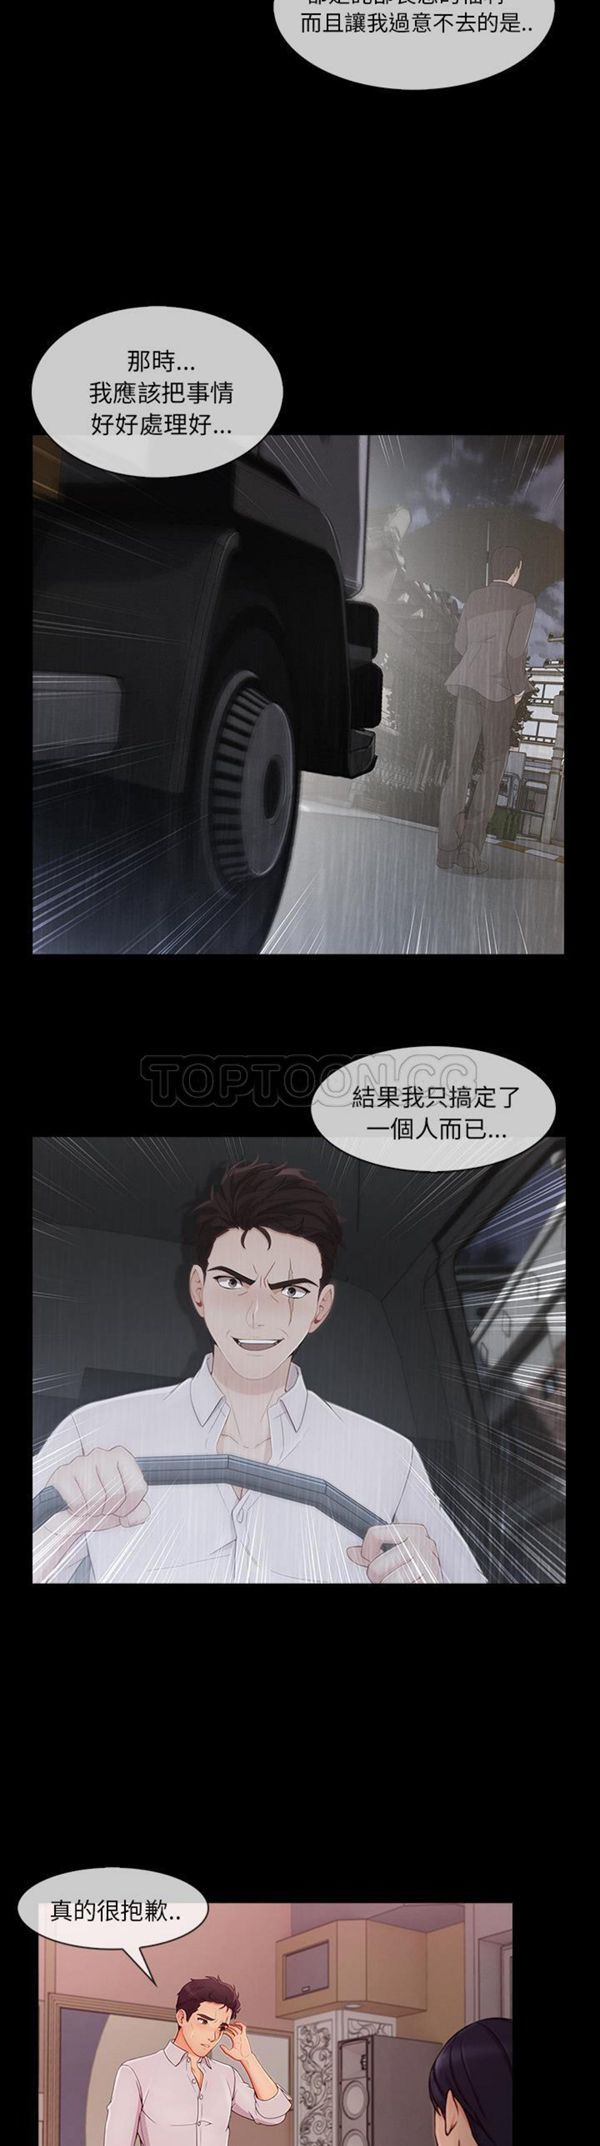 而且讓我過意不去的是..
那時...
我應該把事情
好好處理好...
TOPTOON.CC
結果我只搞定了
一個人而已...
真的很抱歉..